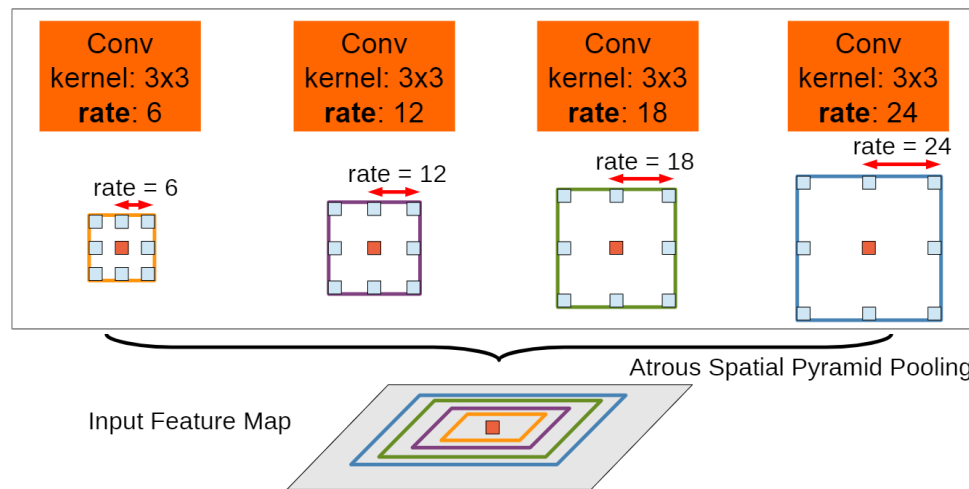 Conv
kernel: 3x3
rate: 6
Conv
kernel: 3x3
rate: 12
Conv
kernel: 3x3
rate: 18
Conv
kernel: 3x3
rate: 24
rate = 6
rate = 12
rate = 18
rate = 24
Atrous Spatial Pyramid Pooling
Input Feature Map